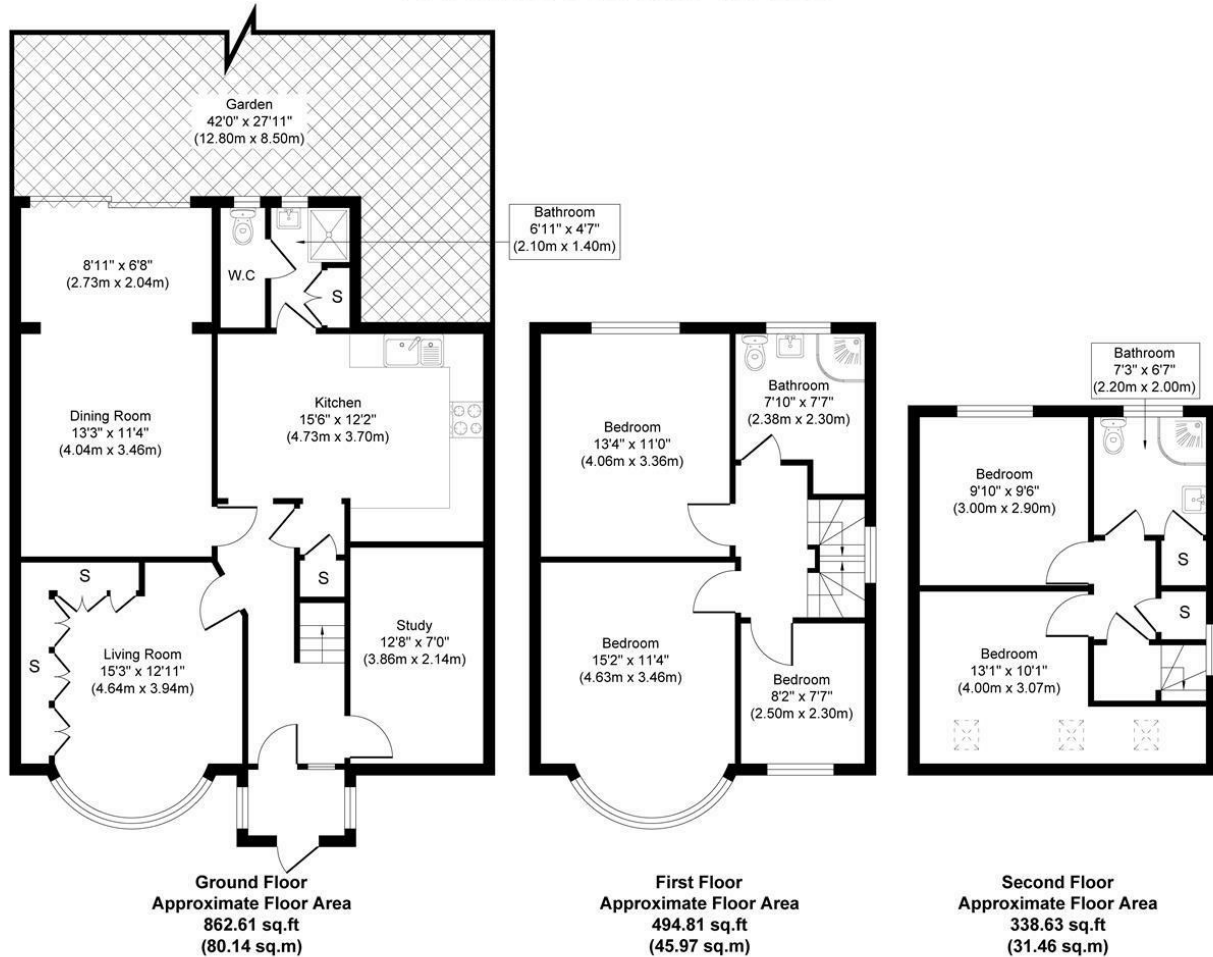 Garden
42'0" x 27'11"
(12.80m x 8.50m)
Bathroom
6'11" x 4'7"
(2.10m x 1.40m)
8'11" x 6'8"
(2.73m x 2.04m)
W.C
S
Dining Room
13'3" x 11'4"
(4.04m x 3.46m)
Kitchen
15'6" x 12'2"
(4.73m x 3.70m)
S
S
S
Living Room
15'3" x 12'11"
(4.64m x 3.94m)
Study
12'8" x 7'0"
(3.86m x 2.14m)
Ground Floor
Approximate Floor Area
862.61 sq.ft
(80.14 sq.m)
Bedroom
13'4" x 11'0"
(4.06m x 3.36m)
Bathroom
7'10" x 7'7"
(2.38m x 2.30m)
Bedroom
15'2" x 11'4"
(4.63m x 3.46m)
Bedroom
8'2" x 7'7"
(2.50m x 2.30m)
First Floor
Approximate Floor Area
494.81 sq.ft
(45.97 sq.m)
Bathroom
7'3" x 6'7"
(2.20m x 2.00m)
Bedroom
9'10" x 9'6"
(3.00m x 2.90m)
S
S
Bedroom
13'1" x 10'1"
(4.00m x 3.07m)
Second Floor
Approximate Floor Area
338.63 sq.ft
(31.46 sq.m)